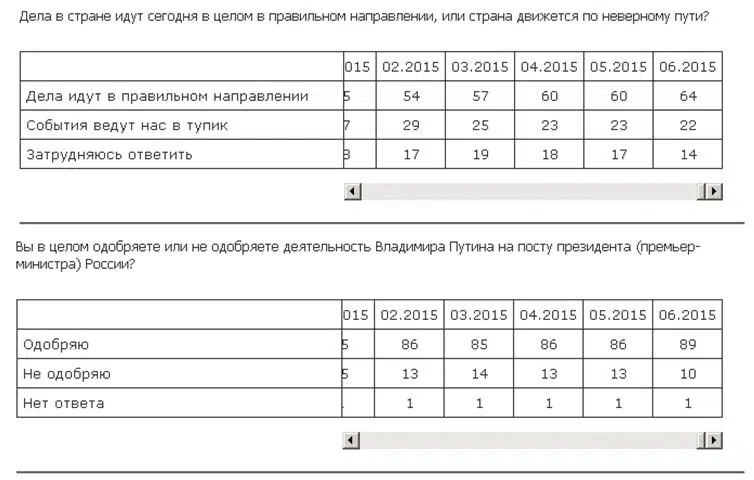 Дела в стране идут сегодня в целом в правильном направлении, или страна движется по неверному пути?
015 02.2015 03.2015 04.2015 05.2015 06.2015
Дела идут в правильном направлении 5 54 57 60 60 64
События ведут нас в тупик 7 29 25 23 23 22
Затрудняюсь ответить 8 17 19 18 17 14
Вы в целом одобряете или не одобряете деятельность Владимира Путина на посту президента (премьер-
министра) России?
015 02.2015 03.2015 04.2015 05.2015 06.2015
Одобряю 5 86 85 86 86 89
Не одобряю 5 13 14 13 13 10
Нет ответа 1 1 1 1 1